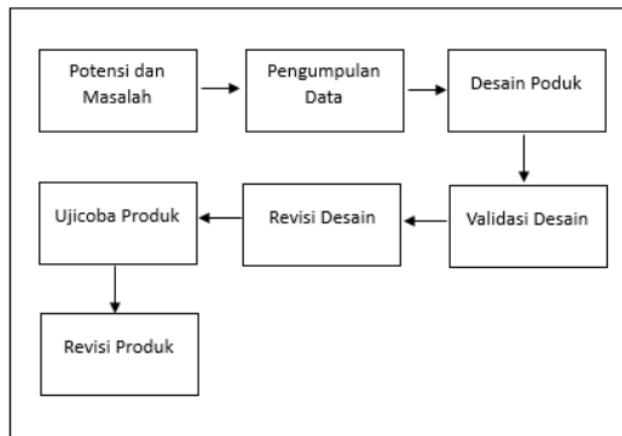 Potensi dan
Masalah
Pengumpulan
Data
Desain Poduk
Validasi Desain
Revisi Desain
Ujicoba Produk
Revisi Produk